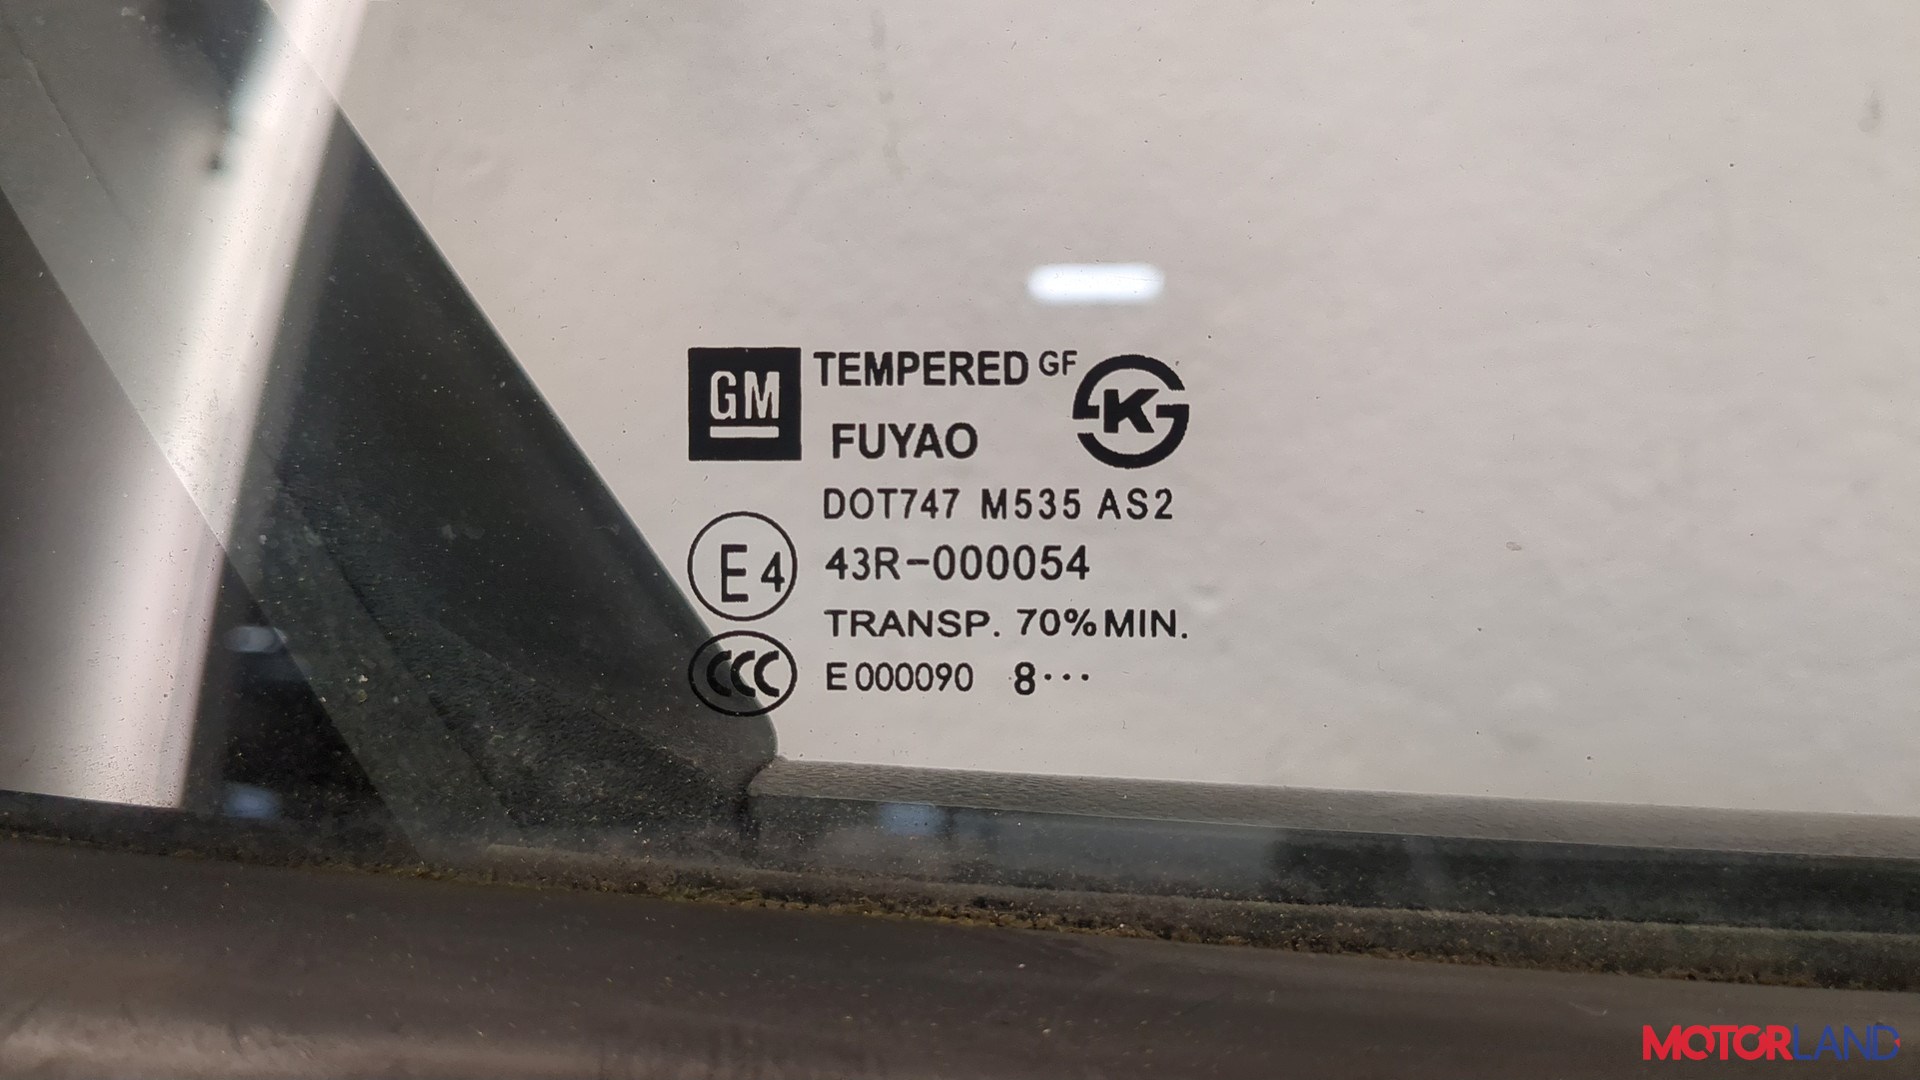 GM TEMPERED GF
FUYAO
DOT747 M535 AS2
E4 43R-000054
TRANSP. 70% MIN.
CCC E000090 8···
MOTORLAND